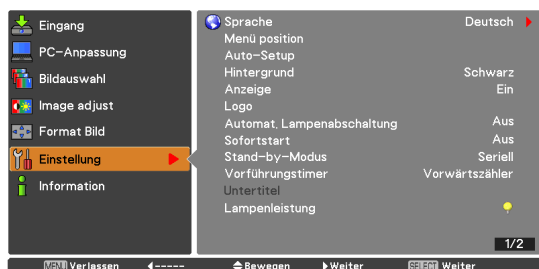 Eingang
PC-Anpassung
Bildauswahl
Image adjust
Format Bild
Einstellung
Information
Sprache Deutsch
Menü position
Auto-Setup
Hintergrund Schwarz
Anzeige Ein
Logo
Automat. Lampenabschaltung Aus
Sofortstart Aus
Stand-by-Modus Seriell
Vorführungstimer Vorwärtszähler
Untertitel
Lampenleistung
1/2
MENU Verlassen ----- Bewegen Weiter SELECT Weiter